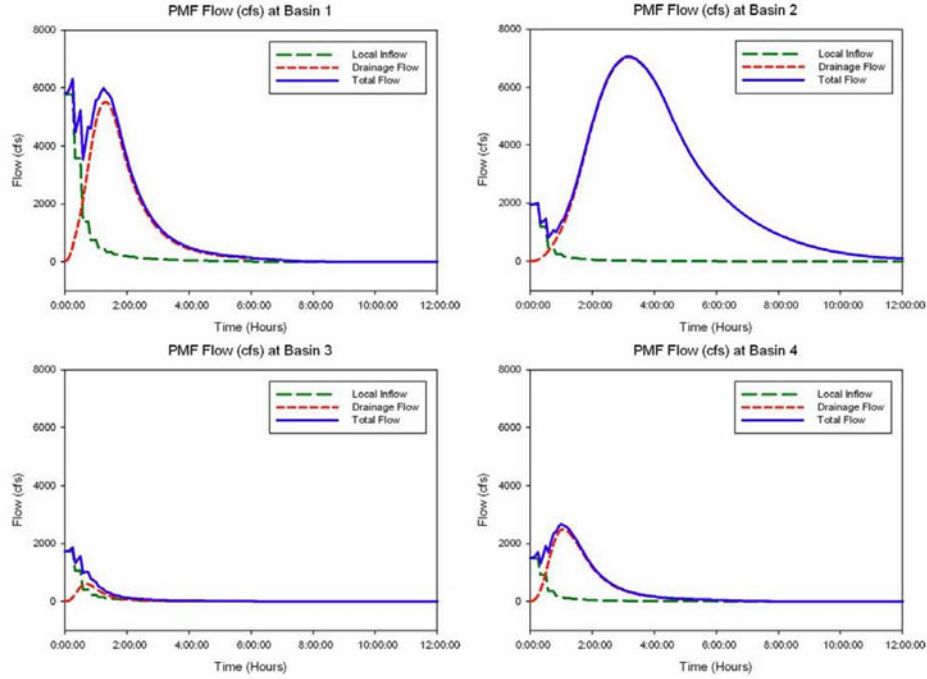 PMF Flow (cfs) at Basin 1
8000
6000
4000
2000
0
Flow (cfs)
Local Inflow
Drainage Flow
Total Flow
0:00:00 2:00:00 4:00:00 6:00:00 8:00:00 10:00:00 12:00:00
Time (Hours)
PMF Flow (cfs) at Basin 2
8000
6000
4000
2000
0
Flow (cfs)
Local Inflow
Drainage Flow
Total Flow
0:00:00 2:00:00 4:00:00 6:00:00 8:00:00 10:00:00 12:00:00
Time (Hours)
PMF Flow (cfs) at Basin 3
8000
6000
4000
2000
0
Flow (cfs)
Local Inflow
Drainage Flow
Total Flow
0:00:00 2:00:00 4:00:00 6:00:00 8:00:00 10:00:00 12:00:00
Time (Hours)
PMF Flow (cfs) at Basin 4
8000
6000
4000
2000
0
Flow (cfs)
Local Inflow
Drainage Flow
Total Flow
0:00:00 2:00:00 4:00:00 6:00:00 8:00:00 10:00:00 12:00:00
Time (Hours)